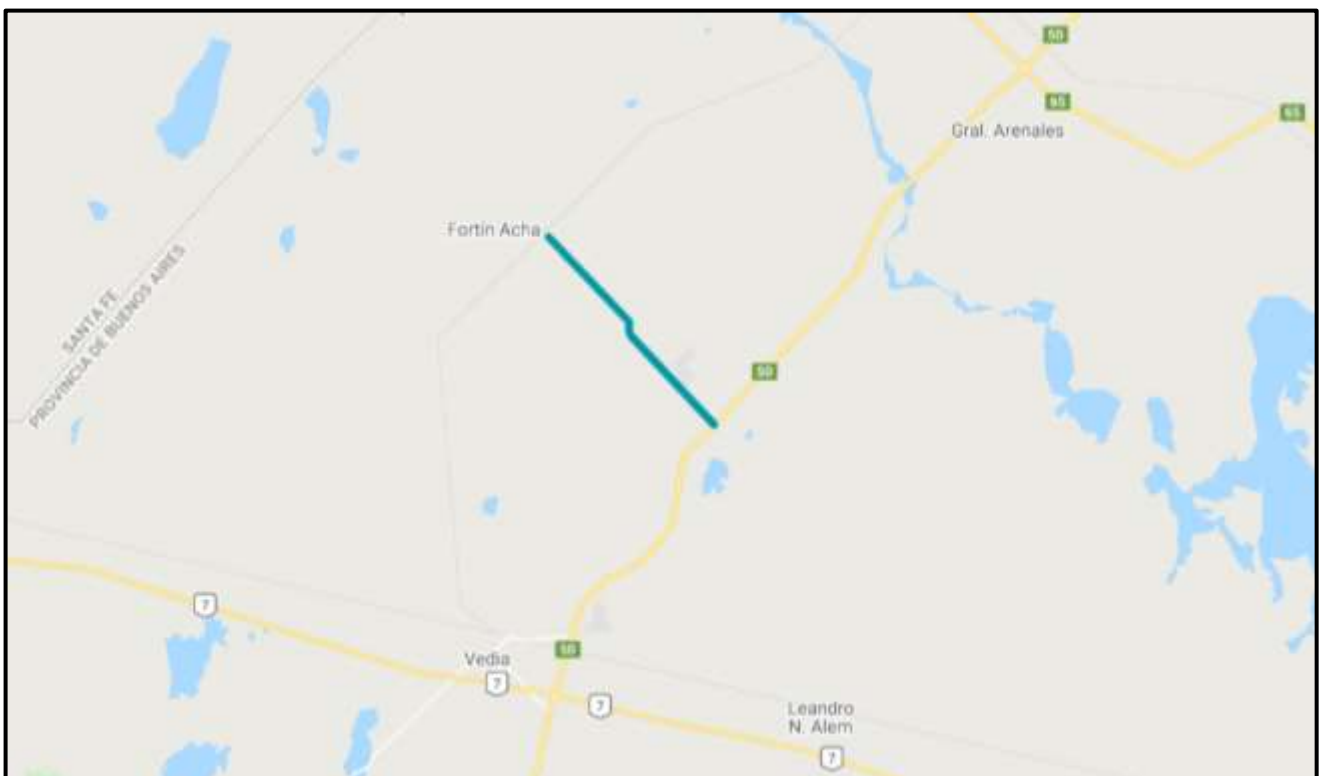 50
65
65
Gral. Arenales
Fortín Acha
SANTA FE
PROVINCIA DE BUENOS AIRES
50
7
50
Vedia
7
7
Leandro
N. Alem
7